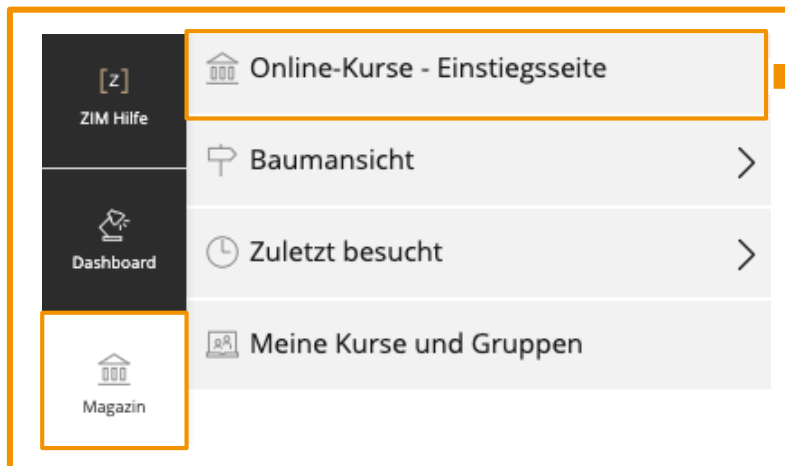 [z]
ZIM Hilfe
Dashboard
Magazin
Online-Kurse - Einstiegsseite
Baumansicht
Zuletzt besucht
Meine Kurse und Gruppen